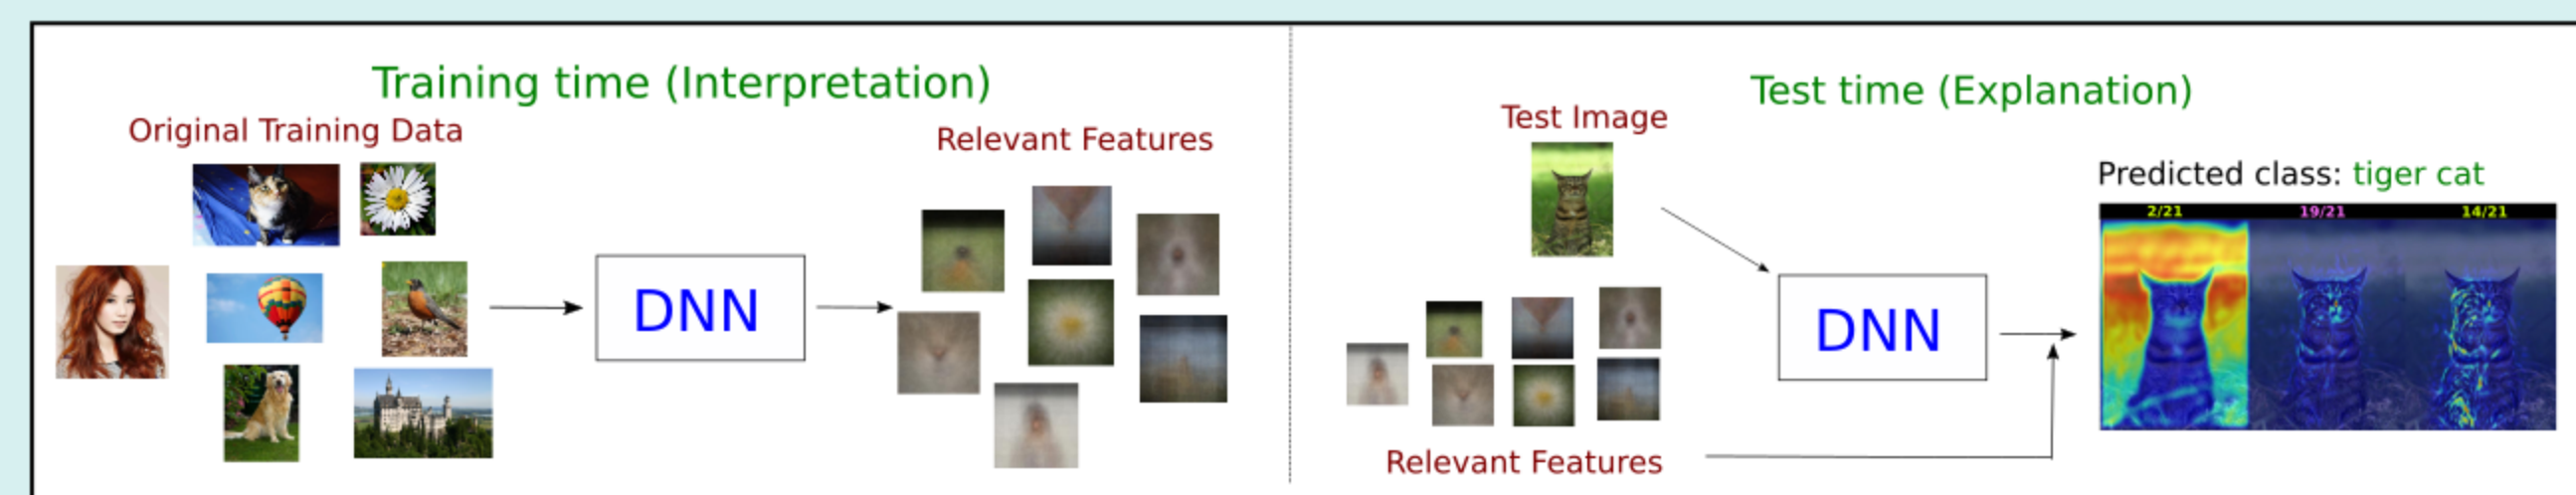 Training time (Interpretation)
Original Training Data
Relevant Features
DNN
Test time (Explanation)
Test Image
Predicted class: tiger cat
2/21 19/21 14/21
DNN
Relevant Features